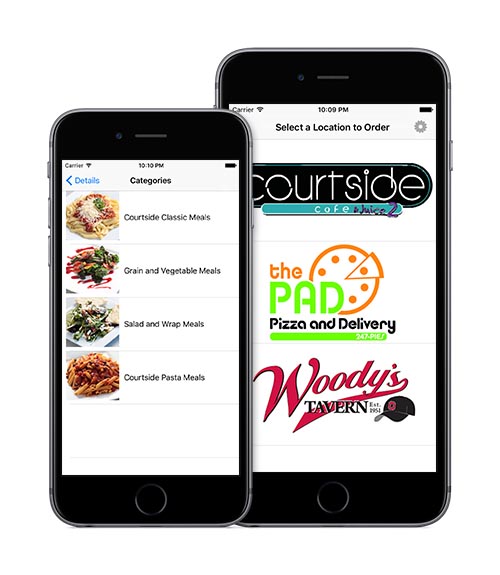 Carrier 10:10 PM
Details Categories
Courtside Classic Meals
Grain and Vegetable Meals
Salad and Wrap Meals
Courtside Pasta Meals
Carrier 10:09 PM
Select a Location to Order
courtside
cafe & Juice 2
the
PAD
Pizza and Delivery
247-PIES
Woody's
TAVERN EST. 1951